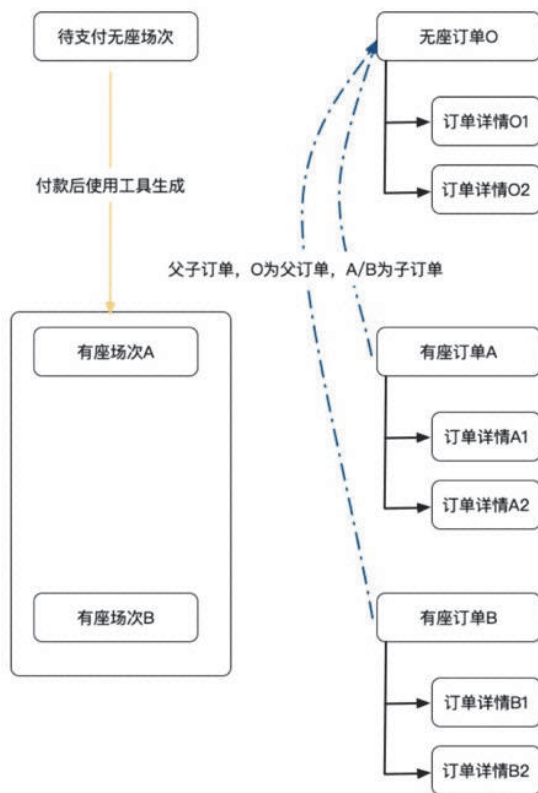 待支付无座场次
无座订单O
订单详情O1
付款后使用工具生成
订单详情O2
父子订单，O为父订单，A/B为子订单
有座场次A
有座订单A
订单详情A1
订单详情A2
有座场次B
有座订单B
订单详情B1
订单详情B2